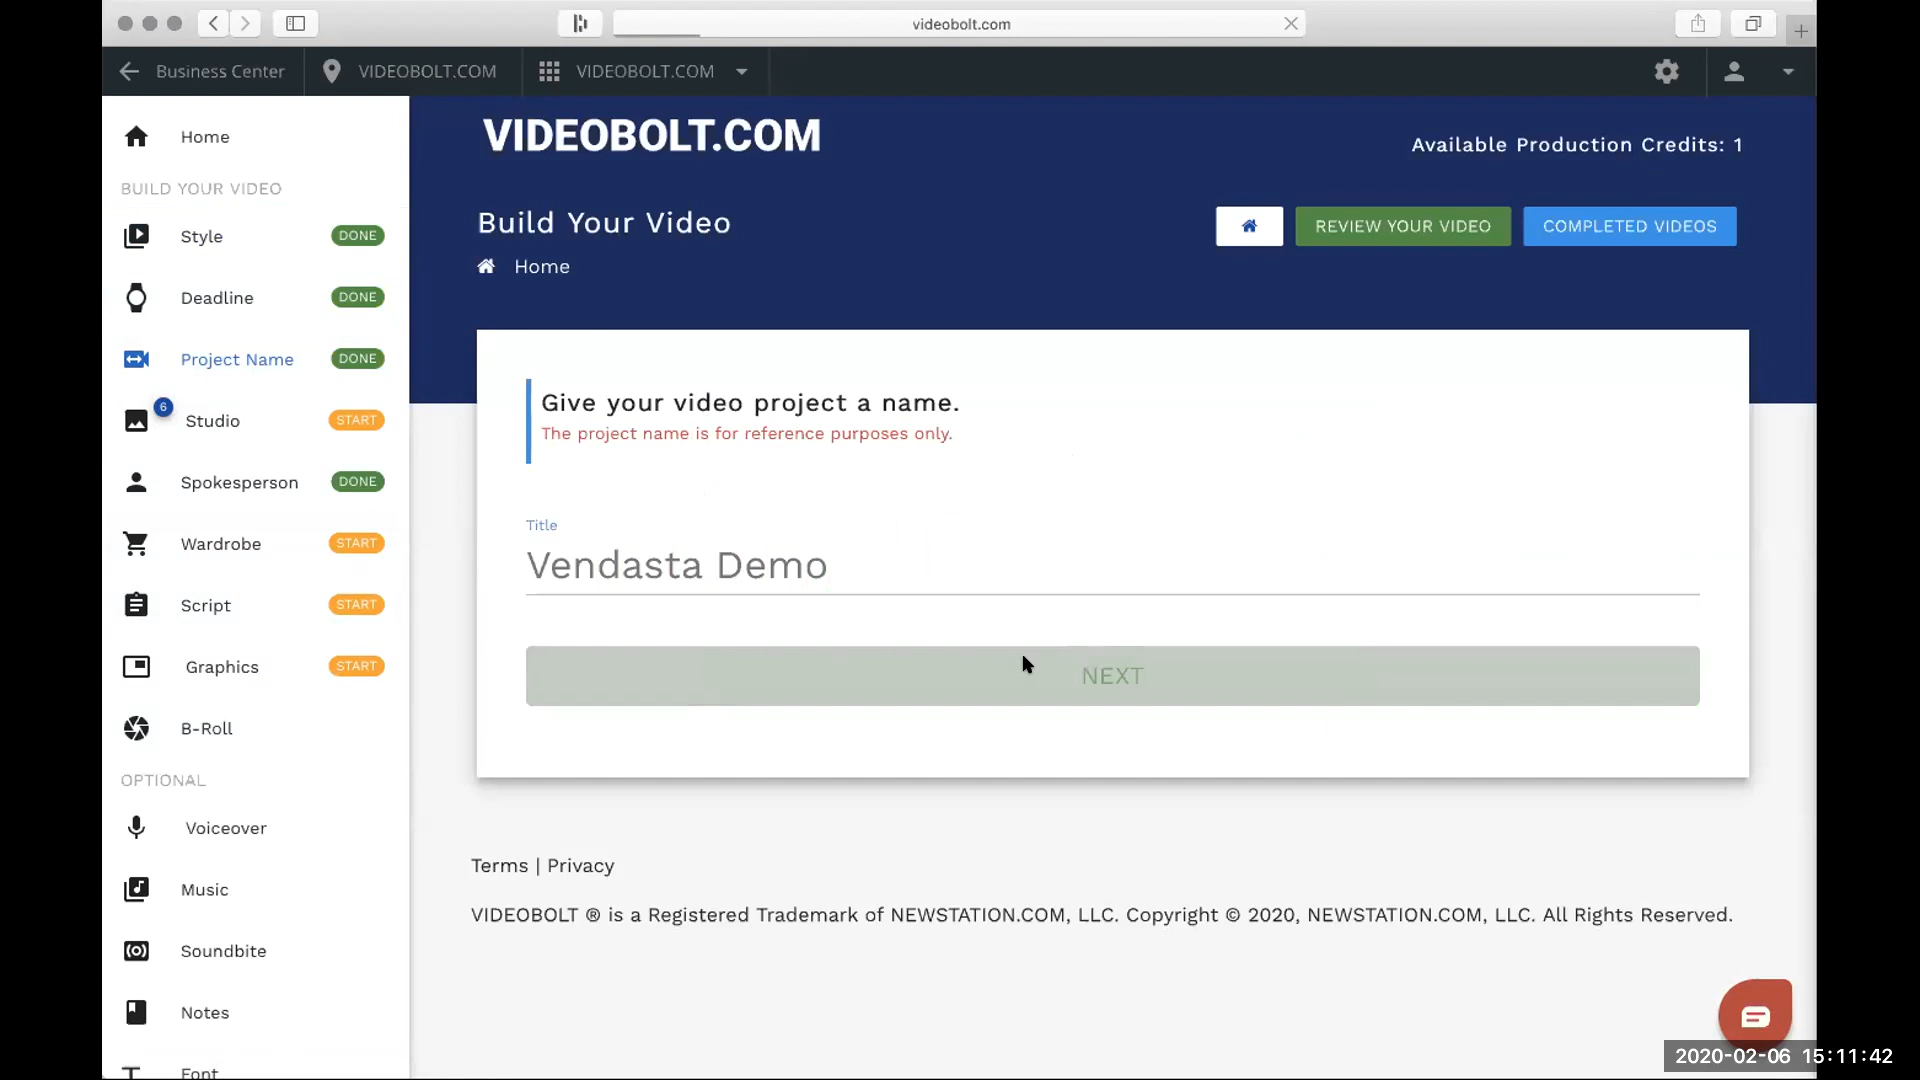 videobolt.com
Business Center
VIDEOBOLT.COM
VIDEOBOLT.COM
Home
BUILD YOUR VIDEO
Style DONE
Deadline DONE
Project Name DONE
6
Studio START
Spokesperson DONE
Wardrobe START
Script START
Graphics START
B-Roll
OPTIONAL
Voiceover
Music
Soundbite
Notes
Font
VIDEOBOLT.COM
Available Production Credits: 1
Build Your Video
REVIEW YOUR VIDEO
COMPLETED VIDEOS
Home
Give your video project a name.
The project name is for reference purposes only.
Title
Vendasta Demo
NEXT
Terms | Privacy
VIDEOBOLT ® is a Registered Trademark of NEWSTATION.COM, LLC. Copyright © 2020, NEWSTATION.COM, LLC. All Rights Reserved.
2020-02-06 15:11:42